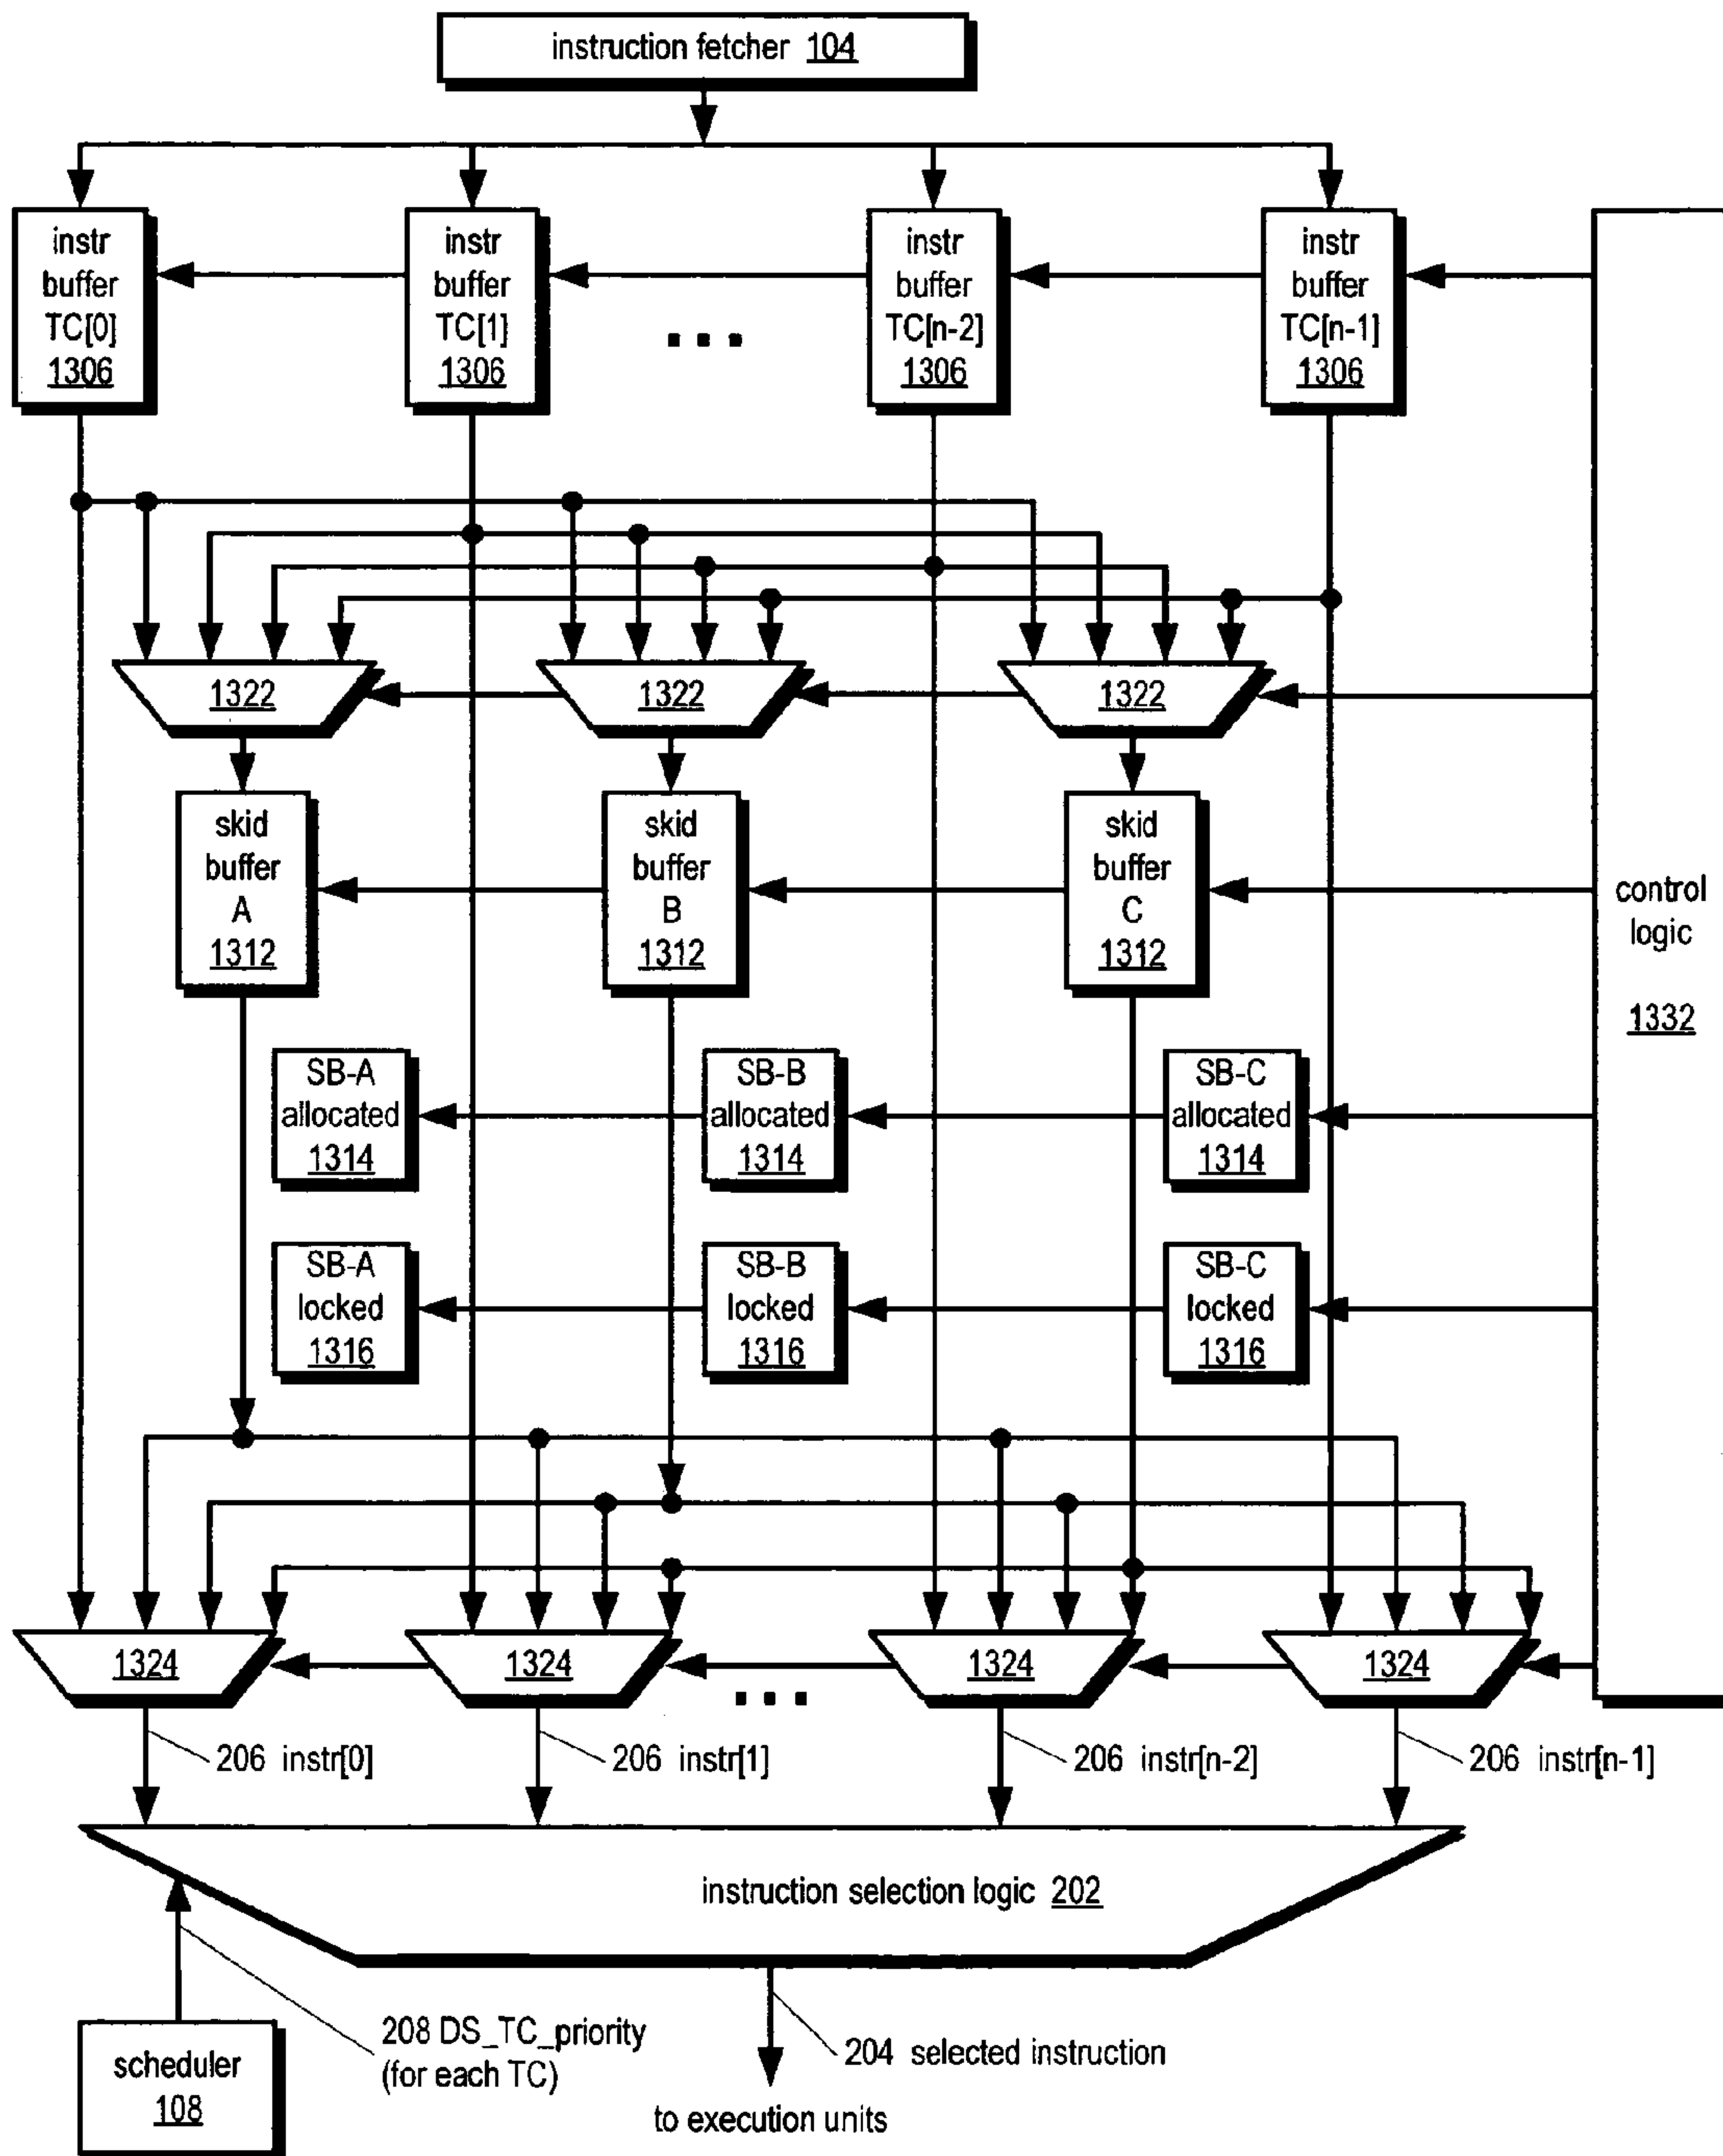 instruction fetcher 104
instr
buffer
TC[0]
1306
instr
buffer
TC[1]
1306
...
instr
buffer
TC[n-2]
1306
instr
buffer
TC[n-1]
1306
1322
1322
1322
skid
buffer
A
1312
skid
buffer
B
1312
skid
buffer
C
1312
control
logic
1332
SB-A
allocated
1314
SB-B
allocated
1314
SB-C
allocated
1314
SB-A
locked
1316
SB-B
locked
1316
SB-C
locked
1316
1324
1324
...
1324
1324
206 instr[0]
206 instr[1]
206 instr[n-2]
206 instr[n-1]
instruction selection logic 202
scheduler
108
208 DS_TC_priority
(for each TC)
204 selected instruction
to execution units